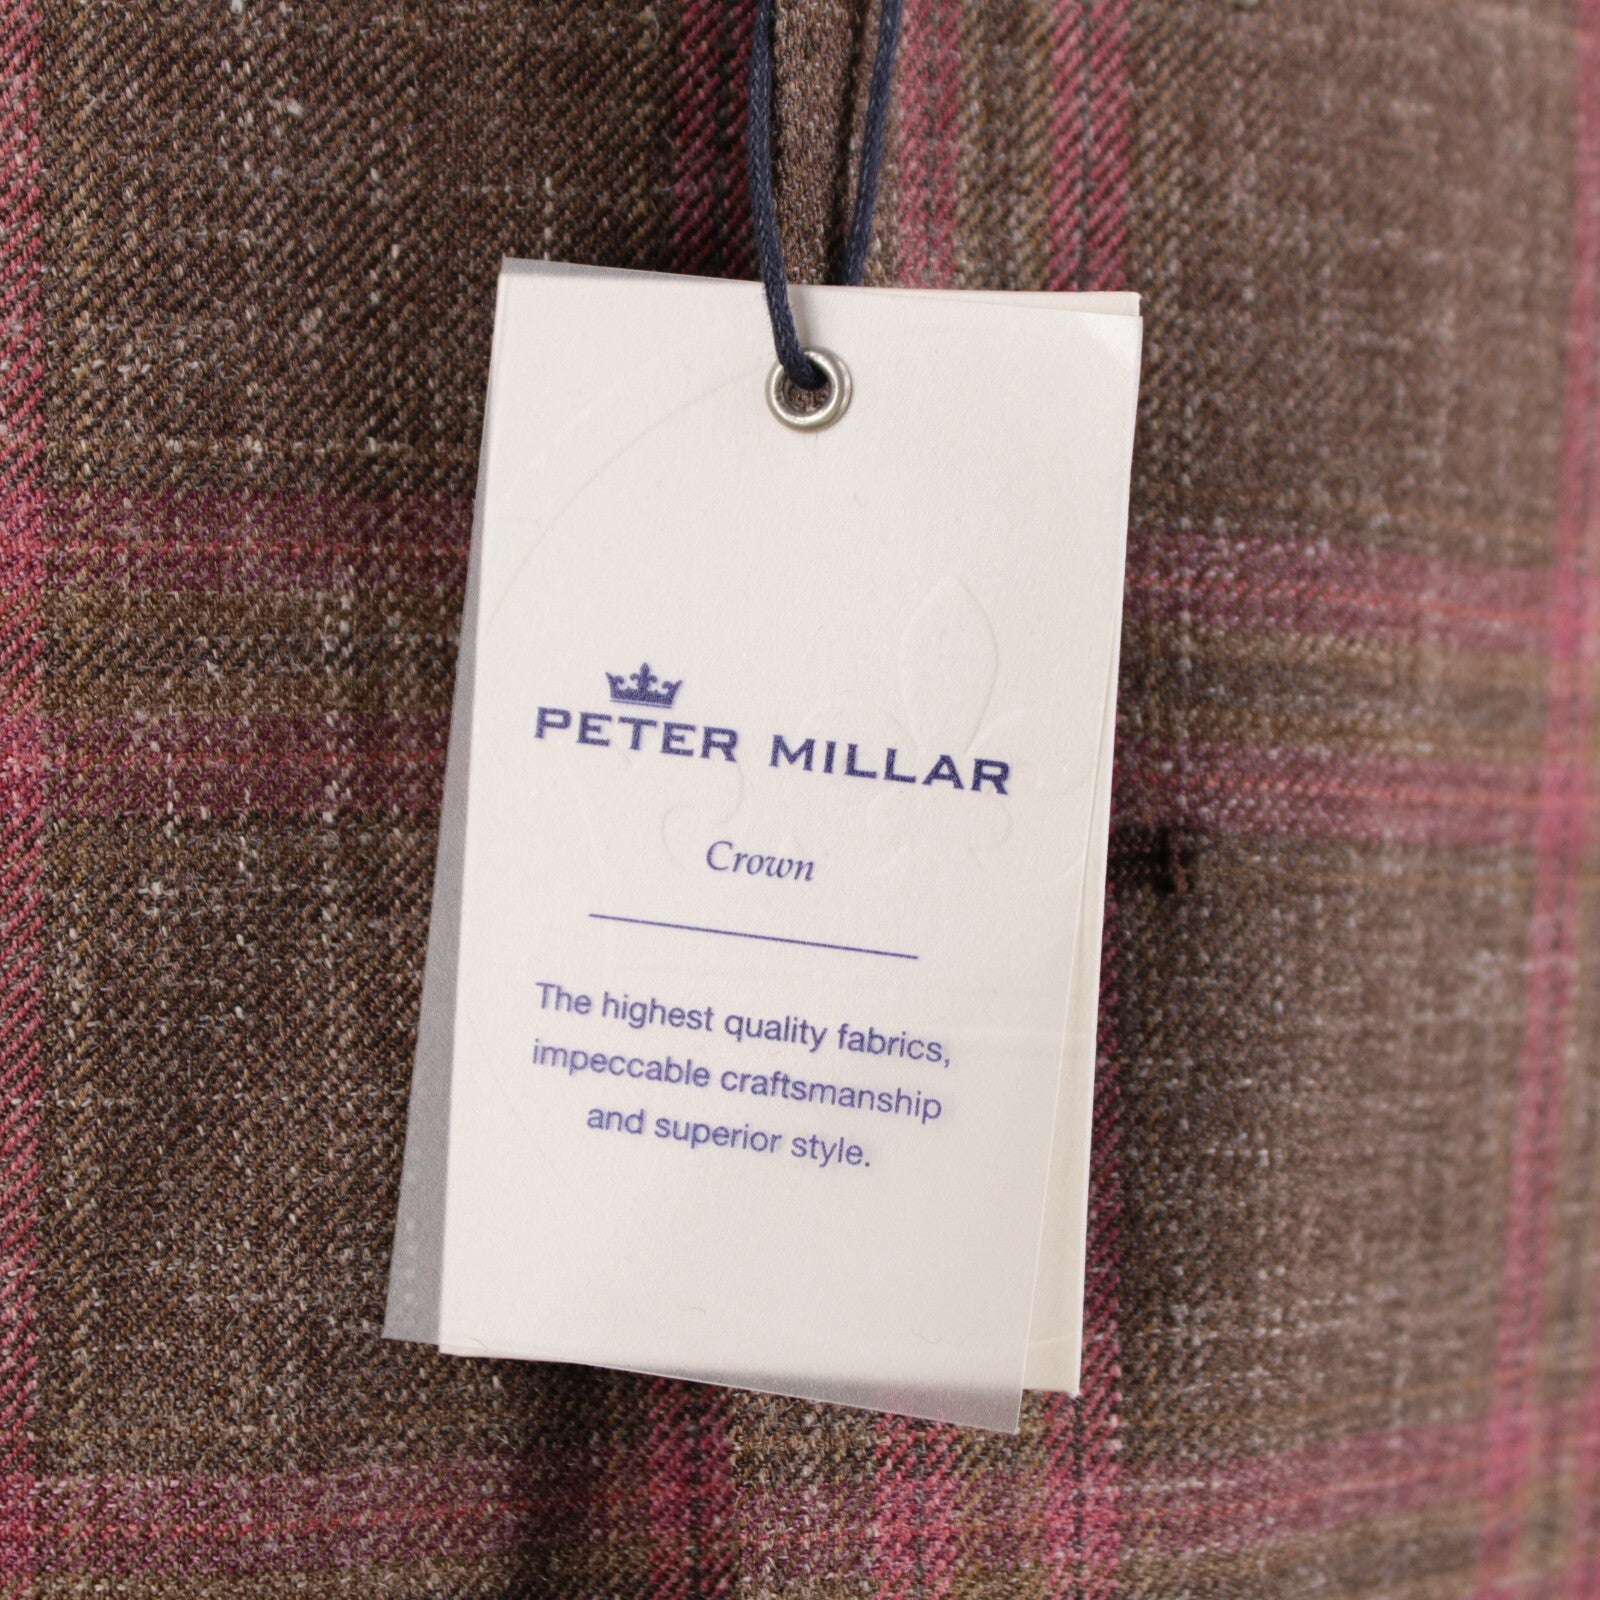 PETER MILLAR
Crown
The highest quality fabrics,
impeccable craftsmanship
and superior style.